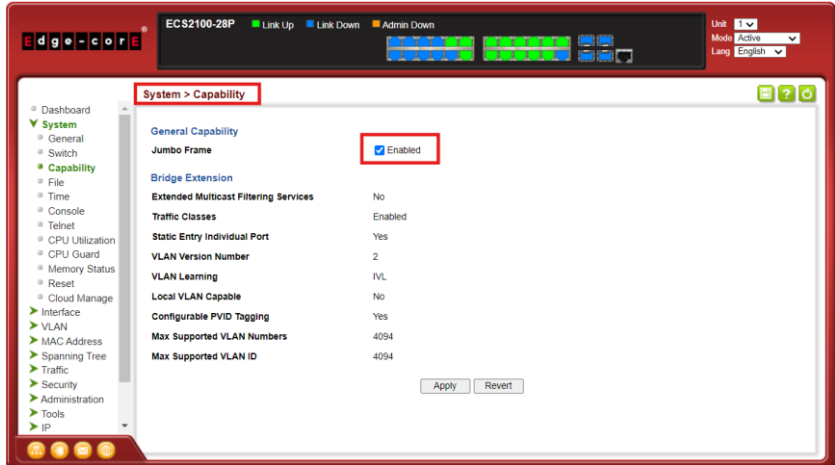 Edge-corE®
ECS2100-28P Link Up Link Down Admin Down
Unit 1
Mode Active
Lang English
System > Capability
?
Dashboard
System
General
Switch
Capability
File
Time
Console
Telnet
CPU Utilization
CPU Guard
Memory Status
Reset
Cloud Manage
Interface
VLAN
MAC Address
Spanning Tree
Traffic
Security
Administration
Tools
IP
General Capability
Jumbo Frame Enabled
Bridge Extension
Extended Multicast Filtering Services No
Traffic Classes Enabled
Static Entry Individual Port Yes
VLAN Version Number 2
VLAN Learning IVL
Local VLAN Capable No
Configurable PVID Tagging Yes
Max Supported VLAN Numbers 4094
Max Supported VLAN ID 4094
Apply Revert